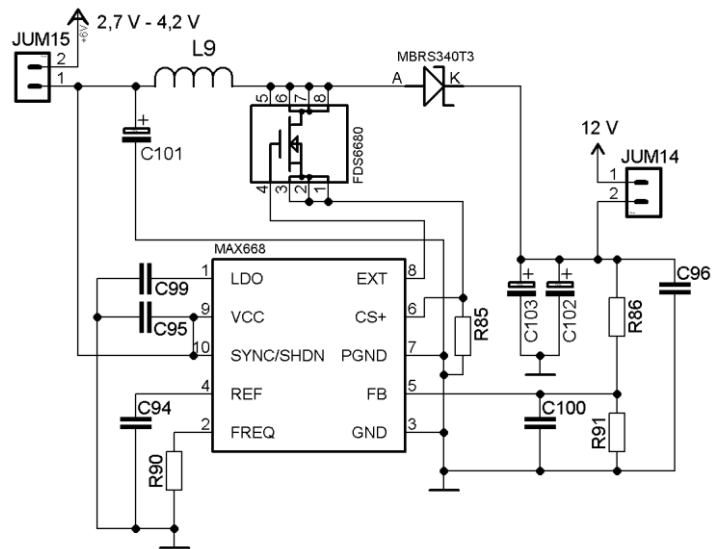 2,7 V - 4,2 V
+6V
JUM15
2
1
L9
MBRS340T3
A
K
C101
5
6
7
8
FDS6680
4
3
2
1
12 V
JUM14
1
2
MAX668
C99
1
LDO
EXT
8
C96
C95
9
VCC
CS+
6
R85
C103
C102
R86
10
SYNC/SHDN
PGND
7
C94
4
REF
FB
5
C100
R91
2
FREQ
GND
3
R90